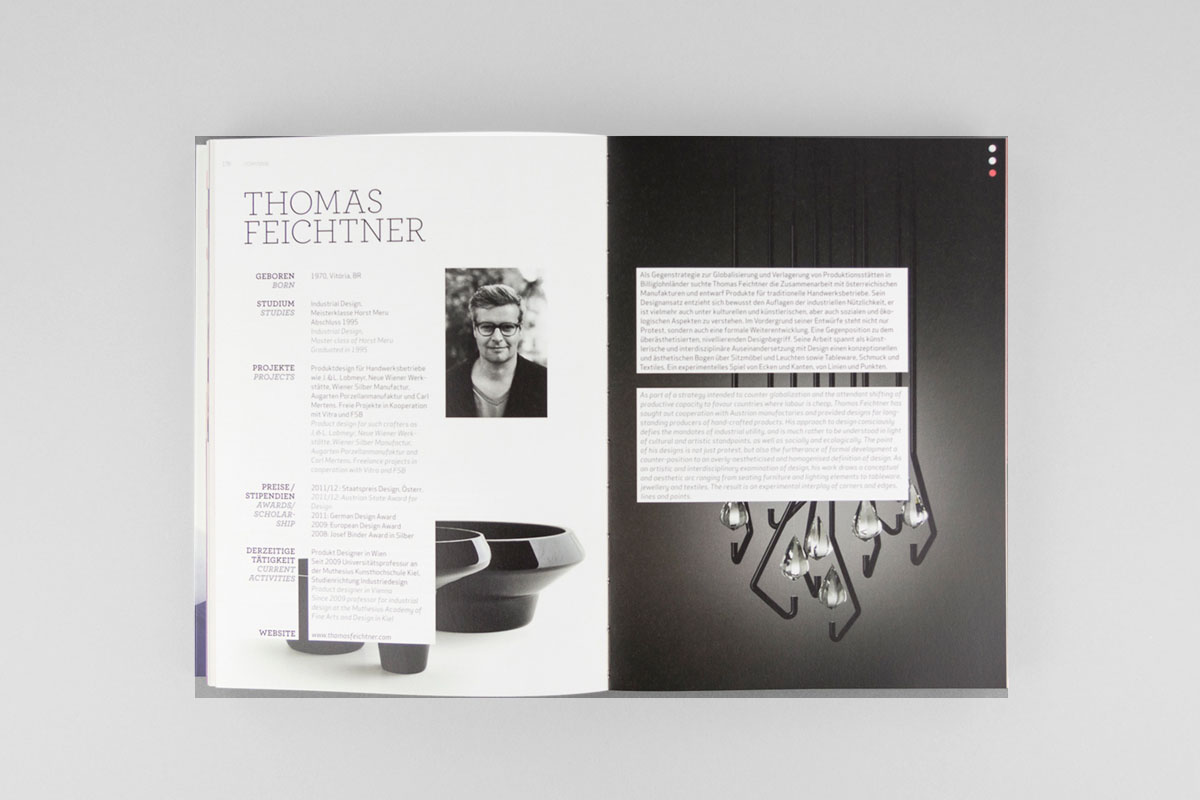 THOMAS
FEICHTNER
GEBOREN
BORN
1970, Vitória, BR
STUDIUM
STUDIES
Industrial Design,
Meisterklasse Horst Meru
Abschluss 1995
Industrial Design,
Master class of Horst Meru
Graduated in 1995
PROJEKTE
PROJECTS
Produktdesign für Handwerksbetriebe
wie J. & L. Lobmeyr, Neue Wiener Werk-
stätte, Wiener Silber Manufactur,
Augarten Porzellanmanufaktur und Carl
Mertens. Freie Projekte in Kooperation
mit Vitra und FSB
Product design for such crafters as
J. & L. Lobmeyr, Neue Wiener Werk-
stätte, Wiener Silber Manufactur,
Augarten Porzellanmanufaktur and
Carl Mertens. Freelance projects in
cooperation with Vitra and FSB
PREISE /
STIPENDIEN
AWARDS/
SCHOLAR-
SHIP
2011/12: Staatspreis Design, Österr.
2011/12: Austrian State Award for
Design
2011: German Design Award
2009: European Design Award
2008: Josef Binder Award in Silber
DERZEITIGE
TÄTIGKEIT
CURRENT
ACTIVITIES
Produkt Designer in Wien
Seit 2009 Universitätsprofessor an
der Muthesius Kunsthochschule Kiel,
Studienrichtung Industriedesign
Product designer in Vienna
Since 2009 professor for industrial
design at the Muthesius Academy of
Fine Arts and Design in Kiel
WEBSITE
www.thomasfeichtner.com
Als Gegenstrategie zur Globalisierung und Verlagerung von Produktionsstätten in
Billiglohnländer suchte Thomas Feichtner die Zusammenarbeit mit österreichischen
Manufakturen und entwarf Produkte für traditionelle Handwerksbetriebe. Sein
Designansatz entzieht sich bewusst den Auflagen der industriellen Nützlichkeit, er
ist vielmehr auch unter kulturellen und künstlerischen, aber auch sozialen und öko-
logischen Aspekten zu verstehen. Im Vordergrund seiner Entwürfe steht nicht nur
Protest, sondern auch eine formale Weiterentwicklung. Eine Gegenposition zu dem
überästhetisierten, nivellierenden Designbegriff. Seine Arbeit spannt als künst-
lerische und interdisziplinäre Auseinandersetzung mit Design einen konzeptionellen
und ästhetischen Bogen über Sitzmöbel und Leuchten sowie Tableware, Schmuck und
Textiles. Ein experimentelles Spiel von Ecken und Kanten, von Linien und Punkten.
As part of a strategy intended to counter globalization and the attendant shifting of
productive capacity to favour countries where labour is cheap, Thomas Feichtner has
sought out cooperation with Austrian manufactories and provided designs for long-
standing producers of hand-crafted products. His approach to design consciously
defies the mandates of industrial utility, and is much rather to be understood in light
of cultural and artistic standpoints, as well as socially and ecologically. The point
of his designs is not just protest, but also the furtherance of formal development a
counter-position to an overly-aestheticised and homogenised definition of design. As
an artistic and interdisciplinary examination of design, his work draws a conceptual
and aesthetic arc ranging from seating furniture and lighting elements to tableware,
jewellery and textiles. The result is an experimental interplay of corners and edges,
lines and points.